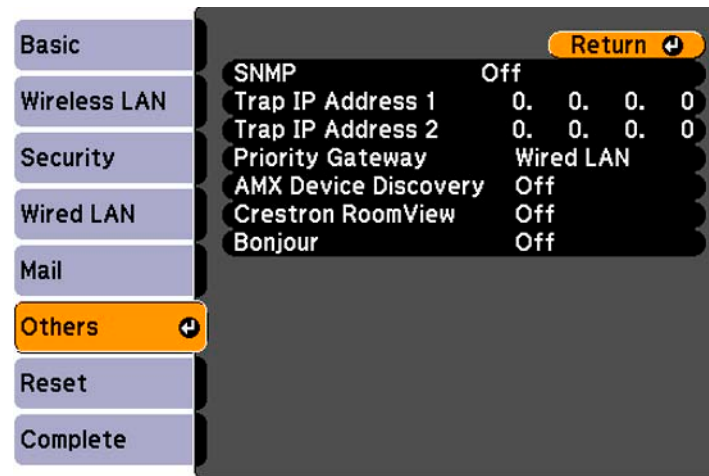 Basic
Wireless LAN
Security
Wired LAN
Mail
Others
Reset
Complete
Return
SNMP Off
Trap IP Address 1 0. 0. 0. 0
Trap IP Address 2 0. 0. 0. 0
Priority Gateway Wired LAN
AMX Device Discovery Off
Crestron RoomView Off
Bonjour Off